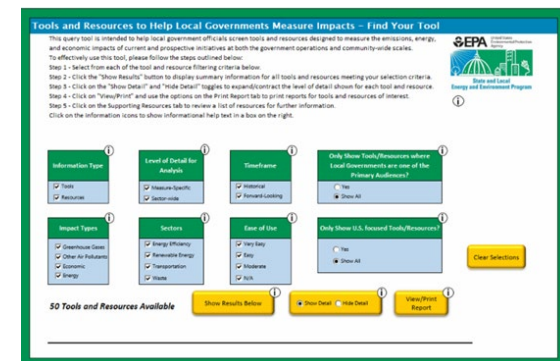 Tools and Resources to Help Local Governments Measure Impacts - Find Your Tool
This query tool is intended to help local government officials screen tools and resources designed to measure the emissions, energy,
and economic impacts of current and prospective initiatives at both the government operations and community-wide scales.
To effectively use this tool, please follow the steps outlined below:
Step 1 - Select from each of the tool and resource filtering criteria below.
Step 2 - Click the "Show Results" button to display summary information for all tools and resources meeting your selection criteria.
Step 3 - Click on the "Show Detail" and "Hide Detail" toggles to expand/contract the level of detail shown for each tool and resource.
Step 4 - Click on "View/Print" and use the options on the Print Report tab to print reports for tools and resources of interest.
Step 5 - Click on the Supporting Resources tab to review a list of resources for further information.
Click on the information icons to show informational help text in a box on the right.
EPA United States Environmental Protection Agency
State and Local
Energy and Environment Program
Information Type
Tools
Resources
Level of Detail for
Analysis
Measure-Specific
Sector-wide
Timeframe
Historical
Forward-Looking
Only Show Tools/Resources where
Local Governments are one of the
Primary Audiences?
Yes
Show All
Impact Types
Greenhouse Gases
Other Air Pollutants
Economic
Energy
Sectors
Energy Efficiency
Renewable Energy
Transportation
Waste
Ease of Use
Very Easy
Easy
Moderate
N/A
Only Show U.S. focused Tools/Resources?
Yes
Show All
Clear Selections
50 Tools and Resources Available
Show Results Below
Show Detail Hide Detail
View/Print
Report